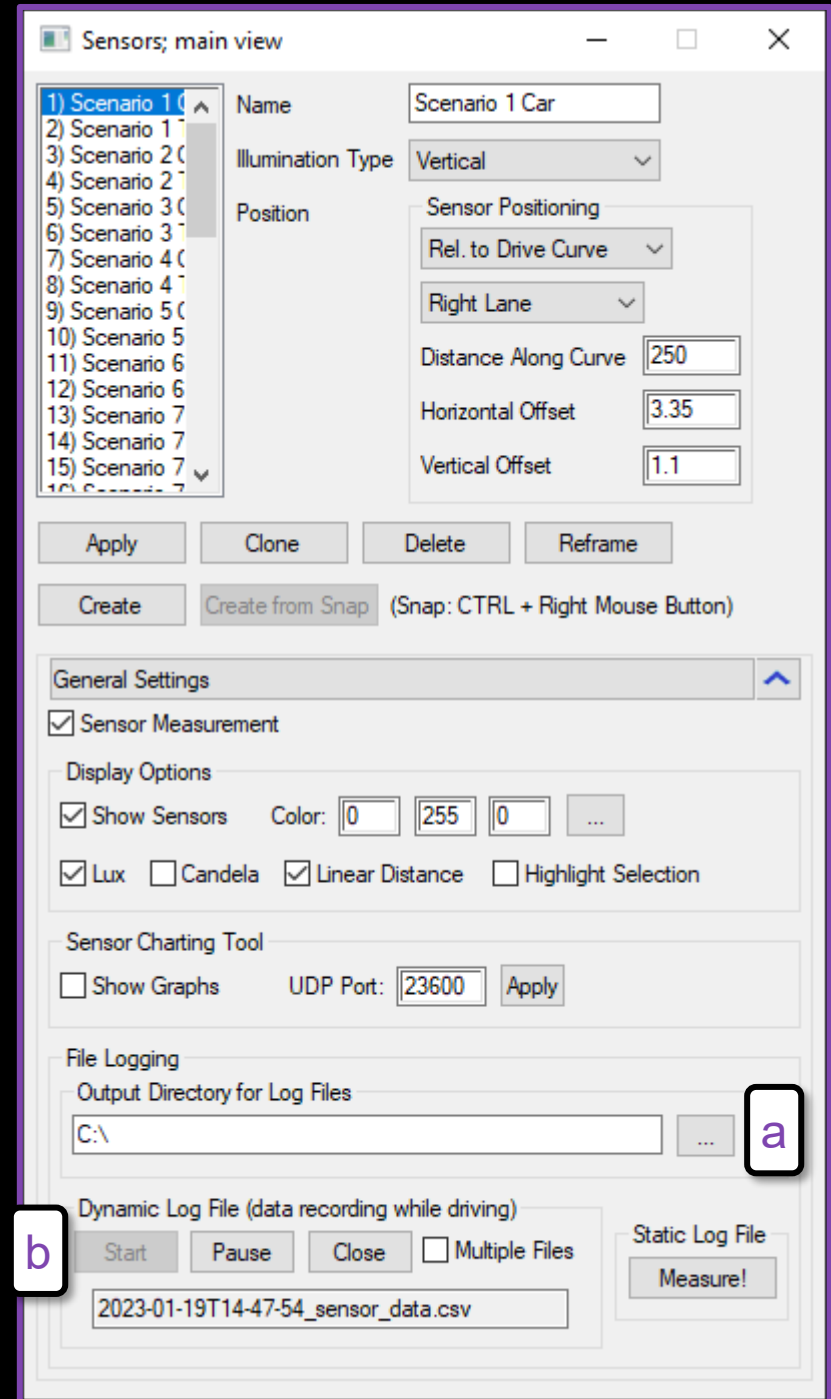 Sensors; main view
1) Scenario 1 C
2) Scenario 1 T
3) Scenario 2 C
4) Scenario 2 T
5) Scenario 3 C
6) Scenario 3 T
7) Scenario 4 C
8) Scenario 4 T
9) Scenario 5 C
10) Scenario 5
11) Scenario 6
12) Scenario 6
13) Scenario 7
14) Scenario 7
15) Scenario 7
16) Scenario 7
Name Scenario 1 Car
Illumination Type Vertical
Position Sensor Positioning
Rel. to Drive Curve
Right Lane
Distance Along Curve 250
Horizontal Offset 3.35
Vertical Offset 1.1
Apply Clone Delete Reframe
Create Create from Snap (Snap: CTRL + Right Mouse Button)
General Settings
Sensor Measurement
Display Options
Show Sensors Color: 0 255 0 ...
Lux Candela Linear Distance Highlight Selection
Sensor Charting Tool
Show Graphs UDP Port: 23600 Apply
File Logging
Output Directory for Log Files
C:\ ... a
Dynamic Log File (data recording while driving)
b Start Pause Close Multiple Files
2023-01-19T14-47-54_sensor_data.csv
Static Log File
Measure!